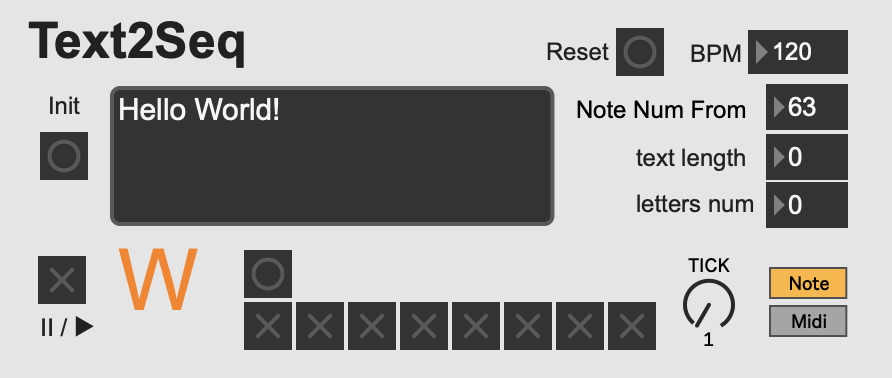 Text2Seq
Reset
BPM 120
Init
Hello World!
Note Num From 63
text length 0
letters num 0
W
TICK
1
Note
Midi
II / ▶